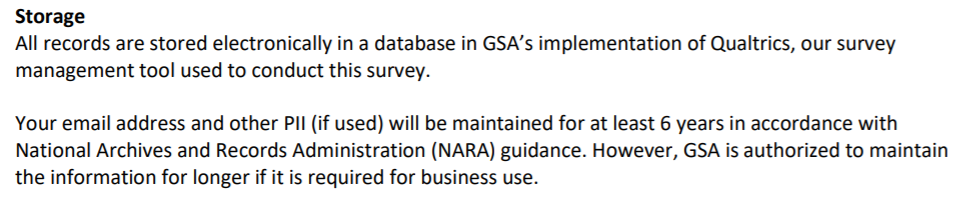 Storage
All records are stored electronically in a database in GSA’s implementation of Qualtrics, our survey
management tool used to conduct this survey.
Your email address and other PII (if used) will be maintained for at least 6 years in accordance with
National Archives and Records Administration (NARA) guidance. However, GSA is authorized to maintain
the information for longer if it is required for business use.